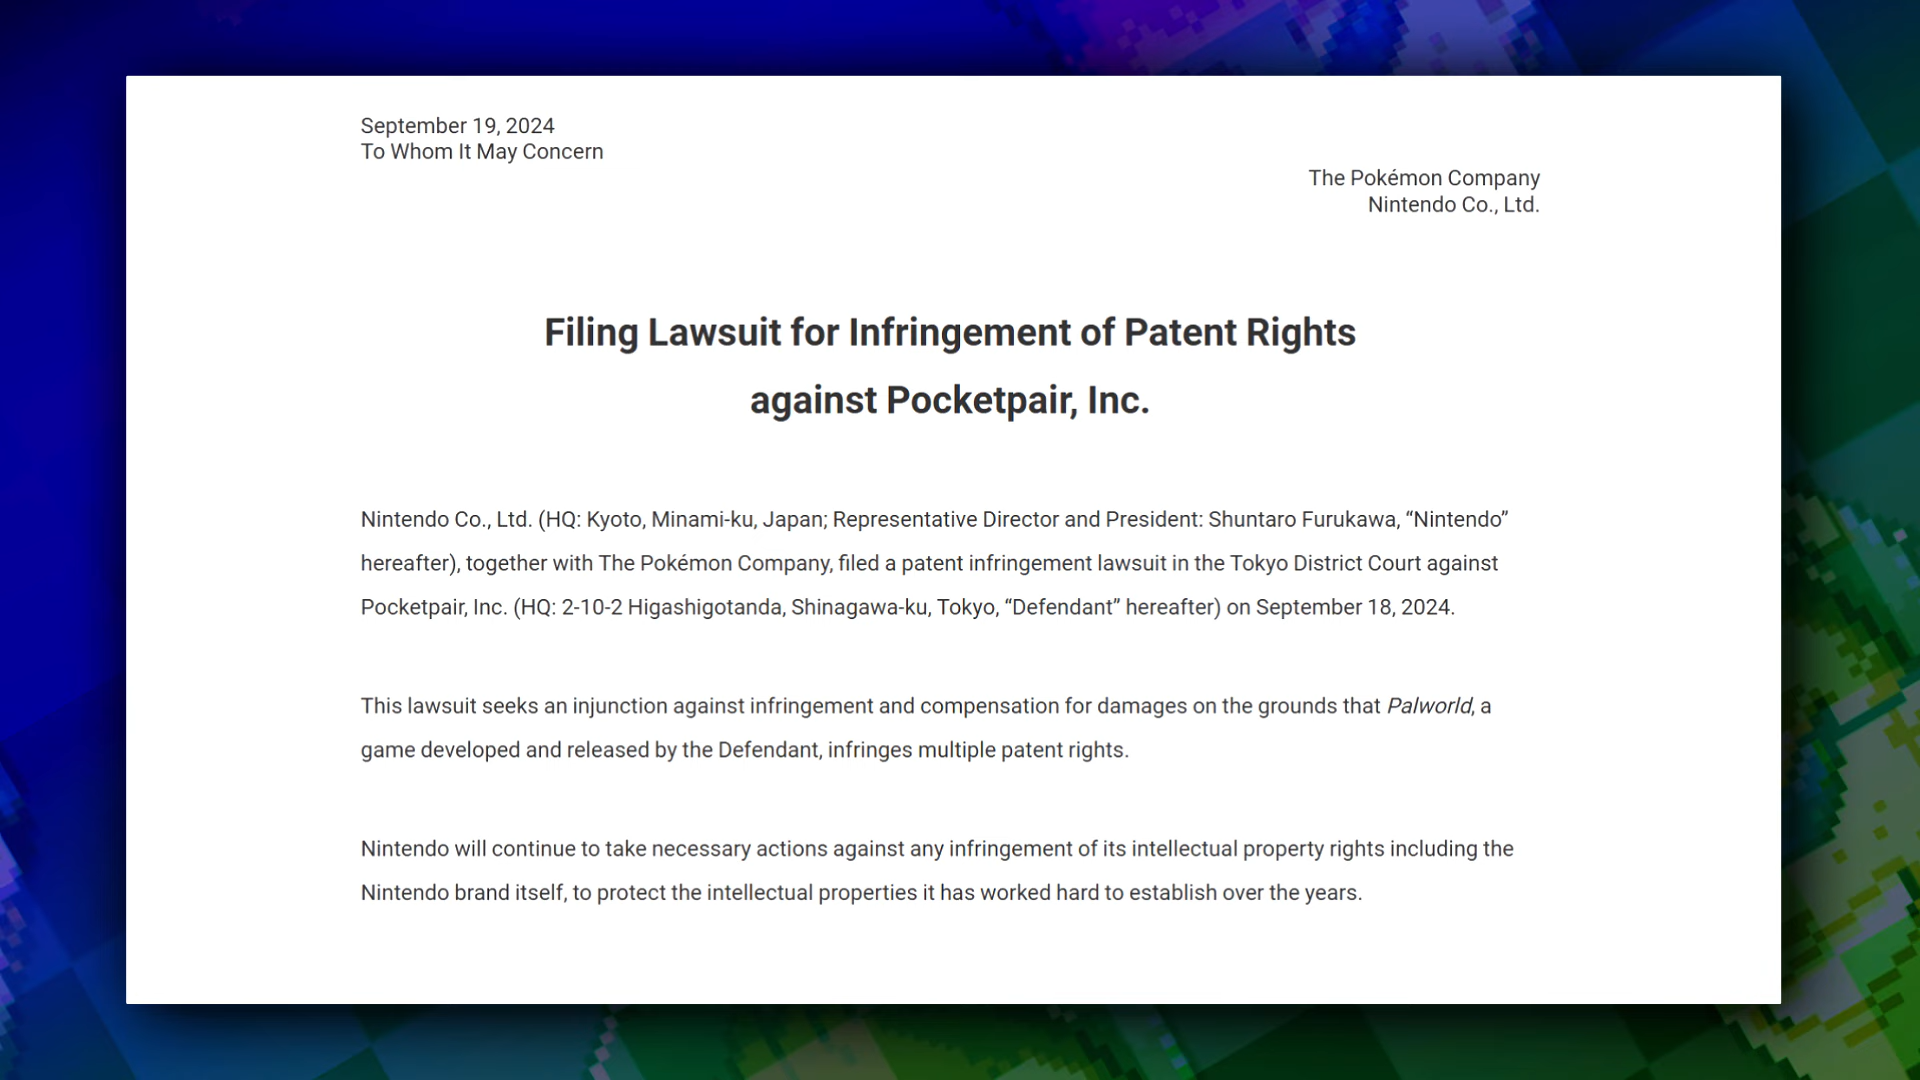 September 19, 2024
To Whom It May Concern
The Pokémon Company
Nintendo Co., Ltd.
Filing Lawsuit for Infringement of Patent Rights
against Pocketpair, Inc.
Nintendo Co., Ltd. (HQ: Kyoto, Minami-ku, Japan; Representative Director and President: Shuntaro Furukawa, “Nintendo”
hereafter), together with The Pokémon Company, filed a patent infringement lawsuit in the Tokyo District Court against
Pocketpair, Inc. (HQ: 2-10-2 Higashigotanda, Shinagawa-ku, Tokyo, “Defendant” hereafter) on September 18, 2024.
This lawsuit seeks an injunction against infringement and compensation for damages on the grounds that Palworld, a
game developed and released by the Defendant, infringes multiple patent rights.
Nintendo will continue to take necessary actions against any infringement of its intellectual property rights including the
Nintendo brand itself, to protect the intellectual properties it has worked hard to establish over the years.